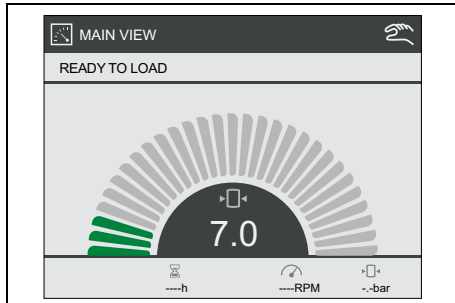 MAIN VIEW
READY TO LOAD
7.0
----h
----RPM
-.-bar